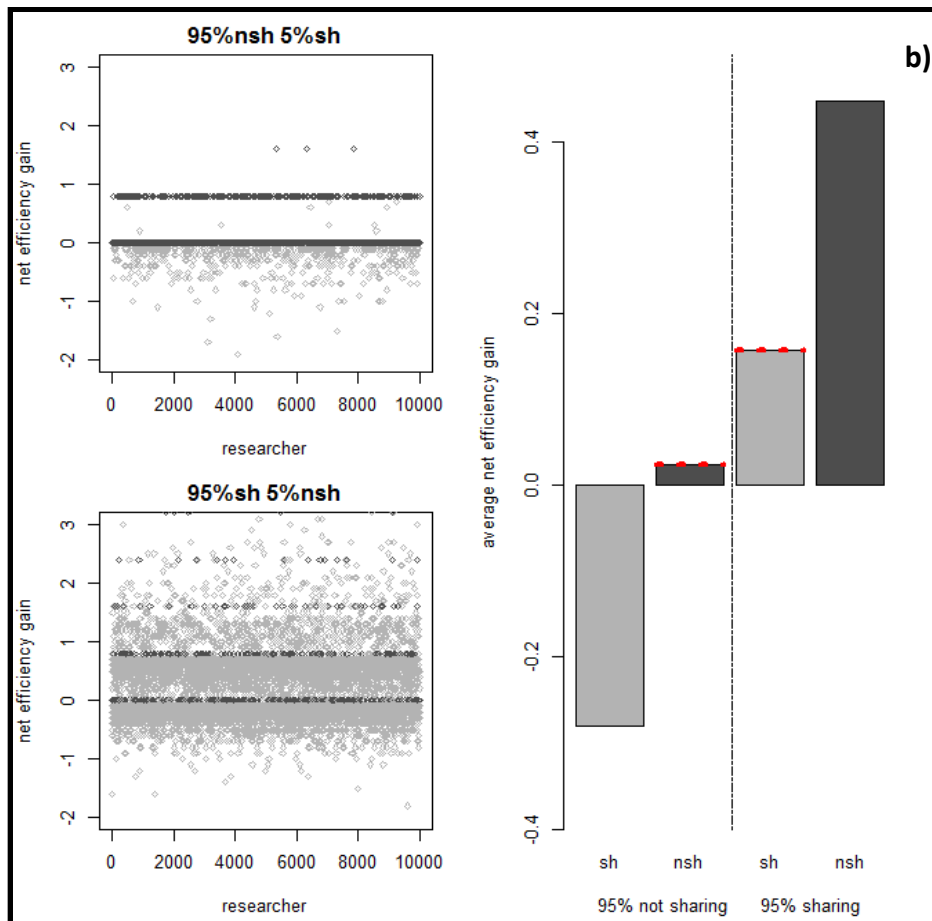 95%nsh 5%sh
net efficiency gain
3
2
1
0
-1
-2
0 2000 4000 6000 8000 10000
researcher
95%sh 5%nsh
net efficiency gain
3
2
1
0
-1
-2
0 2000 4000 6000 8000 10000
researcher
b)
average net efficiency gain
0.4
0.2
0.0
-0.2
-0.4
sh nsh sh nsh
95% not sharing 95% sharing